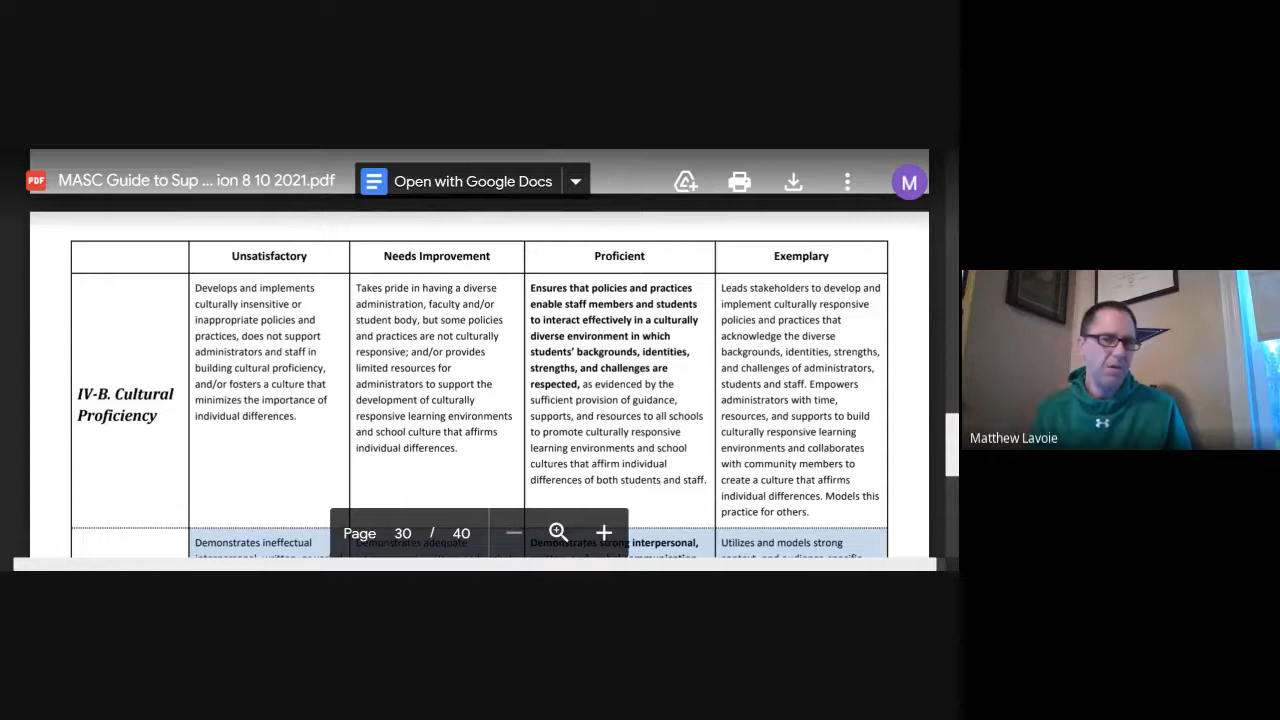 MASC Guide to Sup ... ion 8 10 2021.pdf
PDF
Open with Google Docs
M
Unsatisfactory
Needs Improvement
Proficient
Exemplary
IV-B. Cultural
Proficiency
Develops and implements
culturally insensitive or
inappropriate policies and
practices, does not support
administrators and staff in
building cultural proficiency,
and/or fosters a culture that
minimizes the importance of
individual differences.
Takes pride in having a diverse
administration, faculty and/or
student body, but some policies
and practices are not culturally
responsive; and/or provides
limited resources for
administrators to support the
development of culturally
responsive learning environments
and school culture that affirms
individual differences.
Ensures that policies and practices
enable staff members and students
to interact effectively in a culturally
diverse environment in which
students' backgrounds, identities,
strengths, and challenges are
respected, as evidenced by the
sufficient provision of guidance,
supports, and resources to all schools
to promote culturally responsive
learning environments and school
cultures that affirm individual
differences of both students and staff.
Leads stakeholders to develop and
implement culturally responsive
policies and practices that
acknowledge the diverse
backgrounds, identities, strengths,
and challenges of administrators,
students and staff. Empowers
administrators with time,
resources, and supports to build
culturally responsive learning
environments and collaborates
with community members to
create a culture that affirms
individual differences. Models this
practice for others.
Demonstrates ineffectual
Demonstrates adequate
Demonstrates strong interpersonal,
Utilizes and models strong
Page 30 / 40
Matthew Lavoie